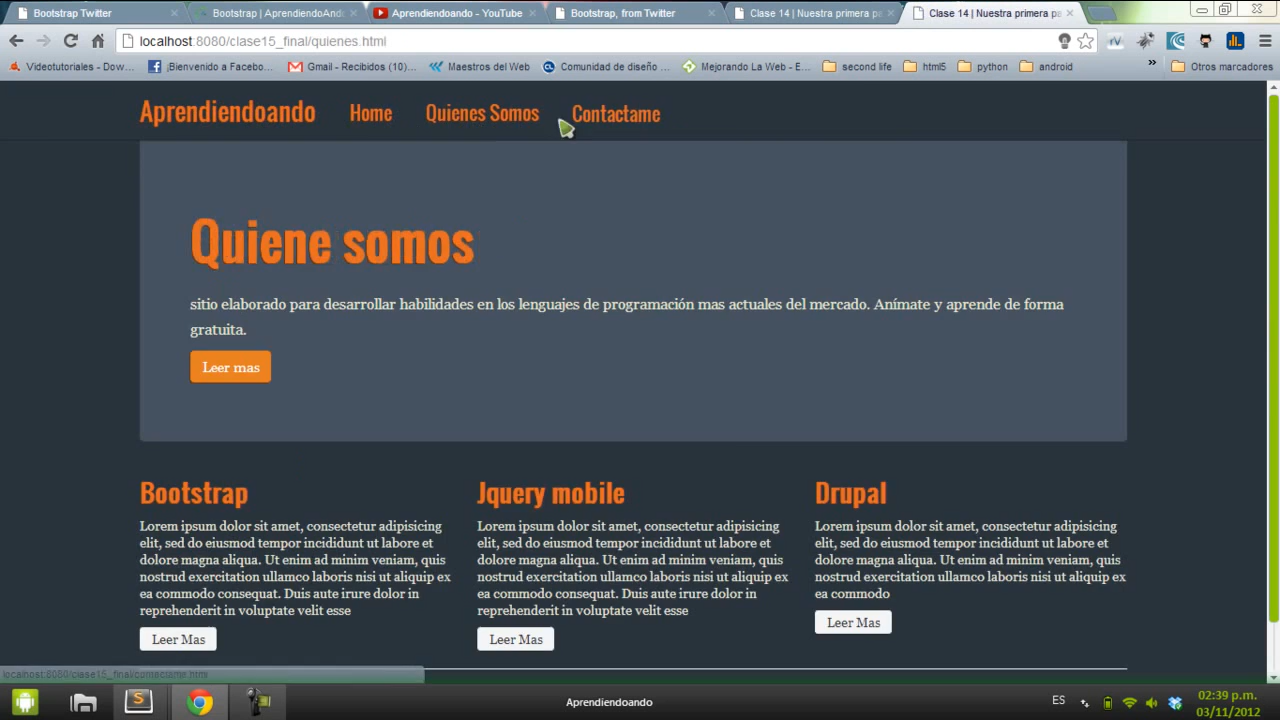 Bootstrap Twitter
Bootstrap | AprendiendoAnd
Aprendiendoando - YouTube
Bootstrap, from Twitter
Clase 14 | Nuestra primera pa
Clase 14 | Nuestra primera pa
localhost:8080/clase15_final/quienes.html
Videotutoriales - Dow...
¡Bienvenido a Facebo...
Gmail - Recibidos (10)...
Maestros del Web
Comunidad de diseño ...
Mejorando La Web - E...
second life
html5
python
android
»
Otros marcadores
Aprendiendoando
Home
Quienes Somos
Contactame
Quiene somos
sitio elaborado para desarrollar habilidades en los lenguajes de programación mas actuales del mercado. Anímate y aprende de forma
gratuita.
Leer mas
Bootstrap
Lorem ipsum dolor sit amet, consectetur adipisicing
elit, sed do eiusmod tempor incididunt ut labore et
dolore magna aliqua. Ut enim ad minim veniam, quis
nostrud exercitation ullamco laboris nisi ut aliquip ex
ea commodo consequat. Duis aute irure dolor in
reprehenderit in voluptate velit esse
Leer Mas
Jquery mobile
Lorem ipsum dolor sit amet, consectetur adipisicing
elit, sed do eiusmod tempor incididunt ut labore et
dolore magna aliqua. Ut enim ad minim veniam, quis
nostrud exercitation ullamco laboris nisi ut aliquip ex
ea commodo consequat. Duis aute irure dolor in
reprehenderit in voluptate velit esse
Leer Mas
Drupal
Lorem ipsum dolor sit amet, consectetur adipisicing
elit, sed do eiusmod tempor incididunt ut labore et
dolore magna aliqua. Ut enim ad minim veniam, quis
nostrud exercitation ullamco laboris nisi ut aliquip ex
ea commodo
Leer Mas
localhost:8080/clase15_final/contactame.html
Aprendiendoando
ES
02:39 p.m.
03/11/2012